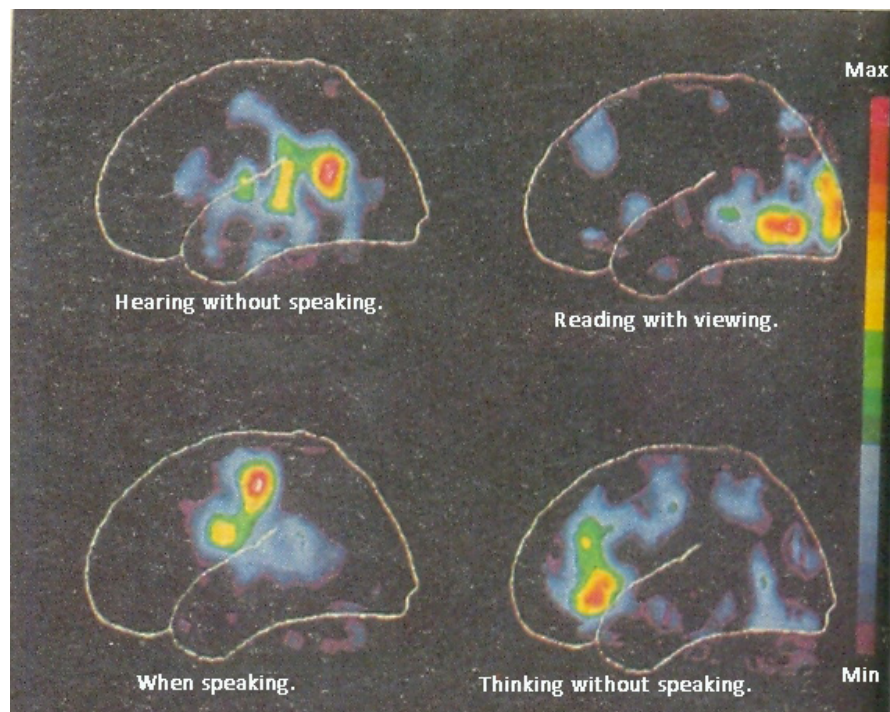 Max
Hearing without speaking.
Reading with viewing.
When speaking.
Thinking without speaking.
Min